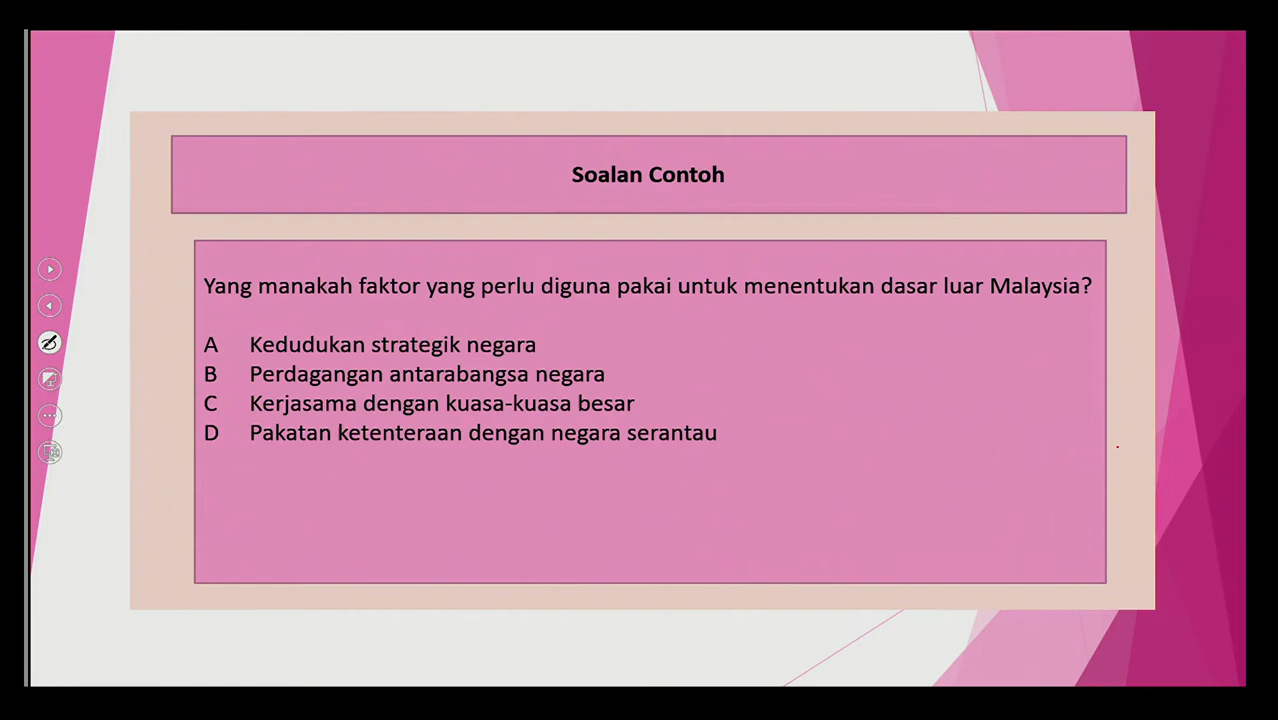 Soalan Contoh
Yang manakah faktor yang perlu diguna pakai untuk menentukan dasar luar Malaysia?
A Kedudukan strategik negara
B Perdagangan antarabangsa negara
C Kerjasama dengan kuasa-kuasa besar
D Pakatan ketenteraan dengan negara serantau